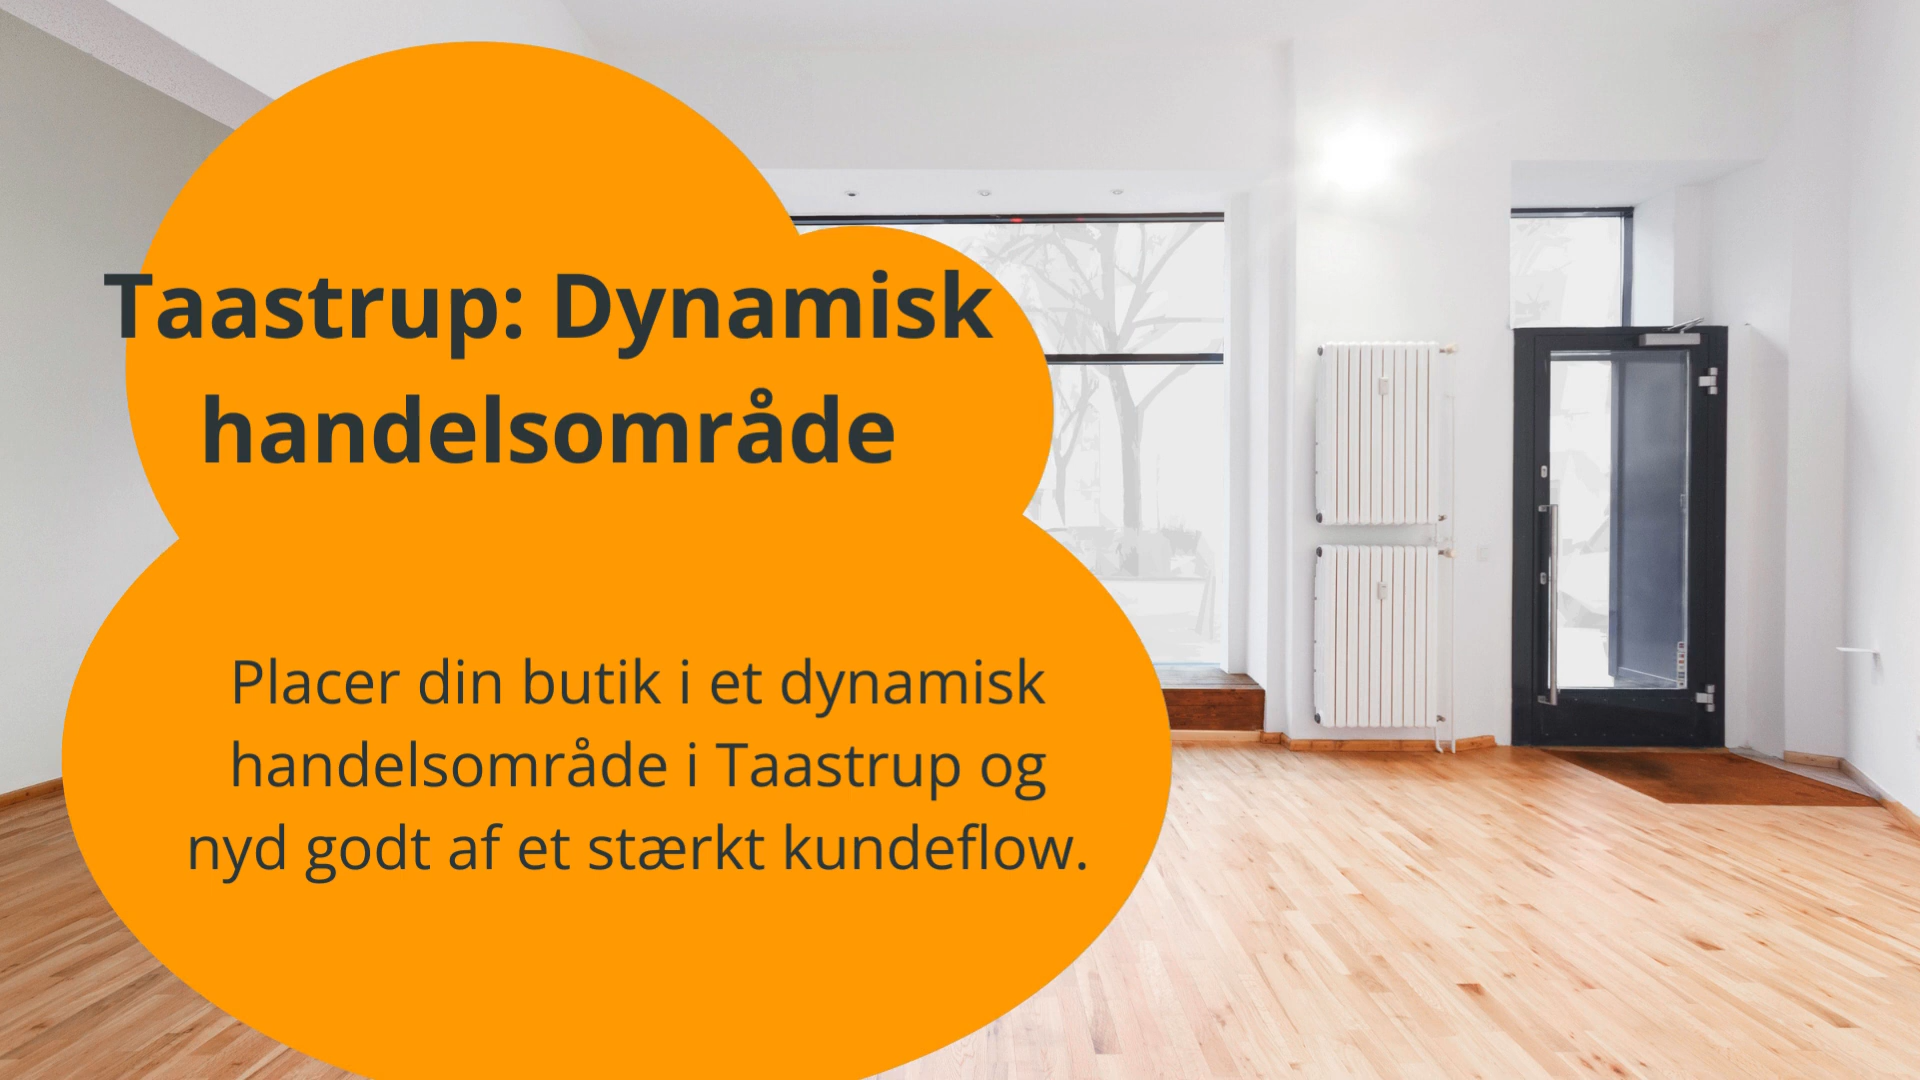 Taastrup: Dynamisk
handelsområde
Placer din butik i et dynamisk
handelsområde i Taastrup og
nyd godt af et stærkt kundeflow.